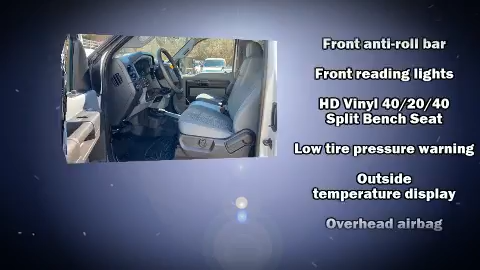 Front anti-roll bar
Front reading lights
HD Vinyl 40/20/40
Split Bench Seat
Low tire pressure warning
Outside
temperature display
Overhead airbag